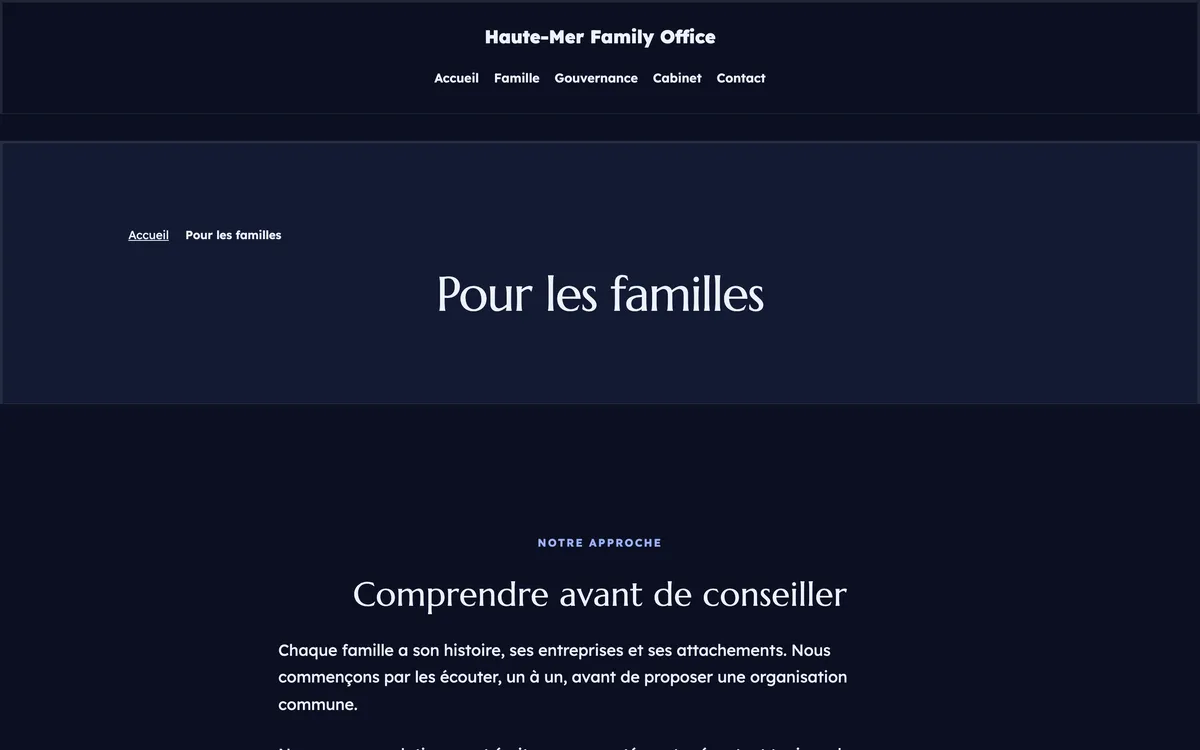 Haute-Mer Family Office
Accueil Famille Gouvernance Cabinet Contact
Accueil Pour les familles
Pour les familles
NOTRE APPROCHE
Comprendre avant de conseiller
Chaque famille a son histoire, ses entreprises et ses attachements. Nous
commençons par les écouter, un à un, avant de proposer une organisation
commune.